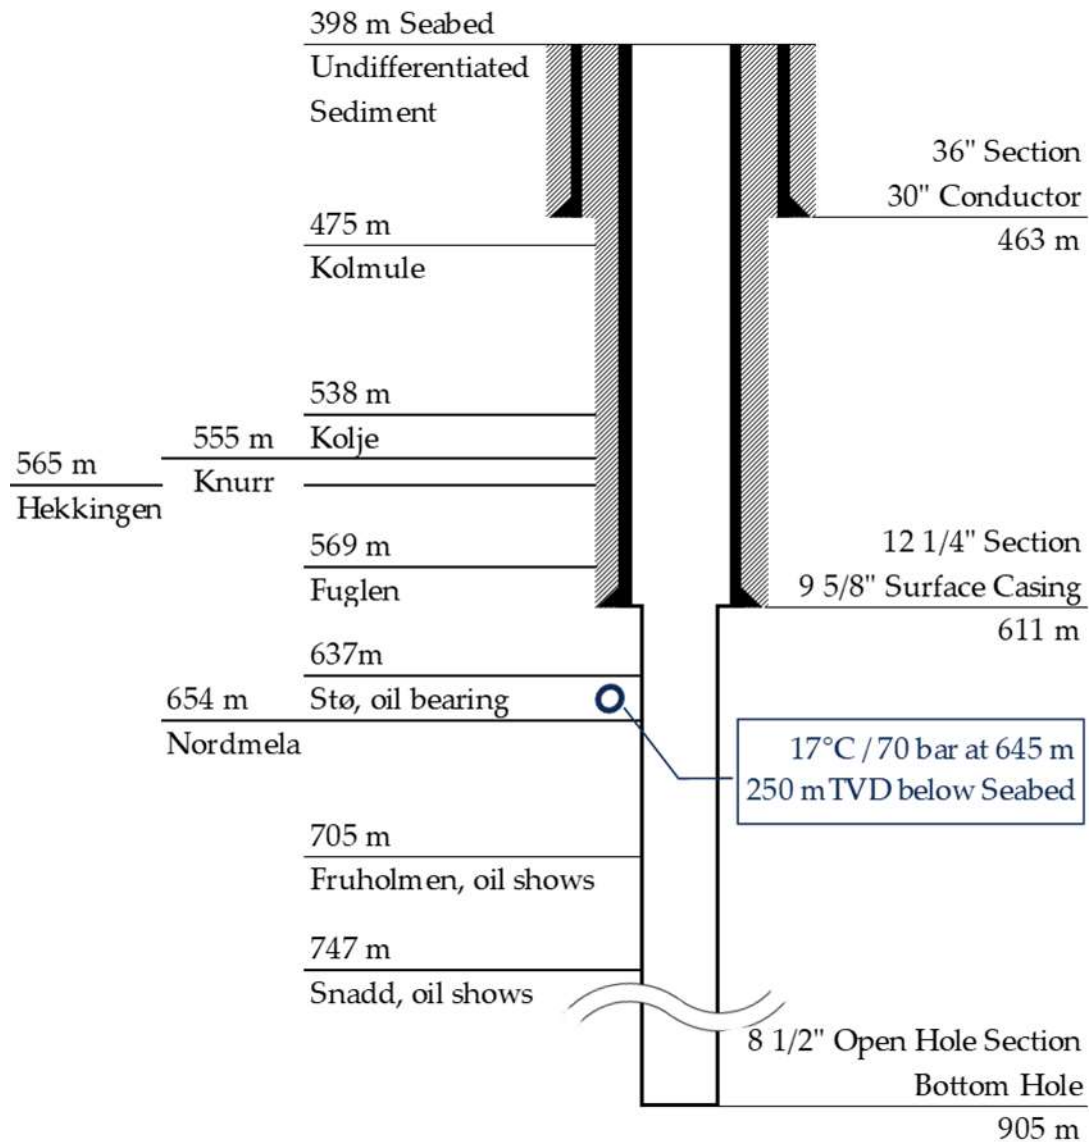 398 m Seabed
Undifferentiated
Sediment
36" Section
30" Conductor
463 m
475 m
Kolmule
538 m
Kolje
555 m
Knurr
565 m
Hekkingen
569 m
Fuglen
12 1/4" Section
9 5/8" Surface Casing
611 m
637m
Stø, oil bearing
654 m
Nordmela
17°C / 70 bar at 645 m
250 m TVD below Seabed
705 m
Fruholmen, oil shows
747 m
Snadd, oil shows
8 1/2" Open Hole Section
Bottom Hole
905 m